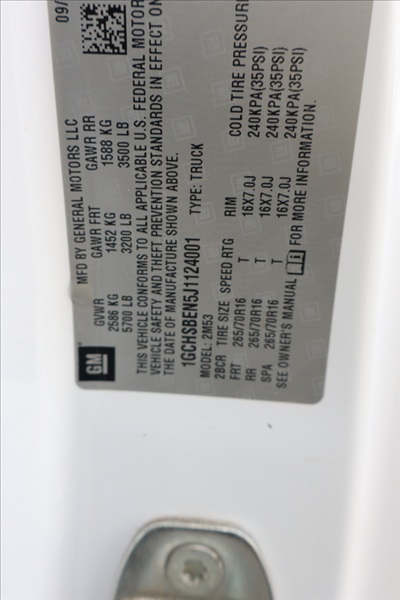 09/
MFD BY GENERAL MOTORS LLC
GVWR GAWR FRT GAWR RR
2586 KG 1452 KG 1588 KG
5700 LB 3200 LB 3500 LB
THIS VEHICLE CONFORMS TO ALL APPLICABLE U.S. FEDERAL MOTOR
VEHICLE SAFETY AND THEFT PREVENTION STANDARDS IN EFFECT ON
THE DATE OF MANUFACTURE SHOWN ABOVE.
1GCHSBEN5J1124001 TYPE: TRUCK
MODEL: 2M53
2BCR TIRE SIZE SPEED RTG RIM COLD TIRE PRESSURE
FRT 265/70R16 T 16X7.0J 240KPA(35PSI)
RR 265/70R16 T 16X7.0J 240KPA(35PSI)
SPA 265/70R16 T 16X7.0J 240KPA(35PSI)
SEE OWNER'S MANUAL FOR MORE INFORMATION.
GM